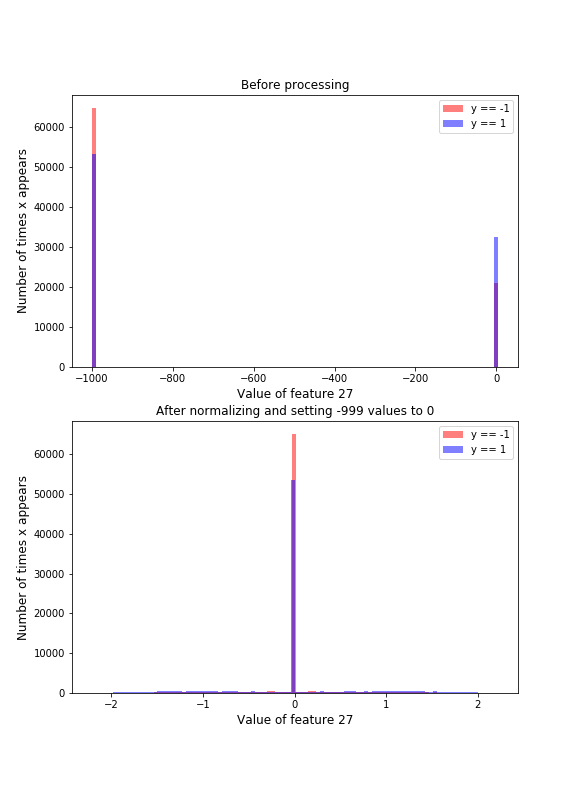 Before processing
y == -1
y == 1
Number of times x appears
60000
50000
40000
30000
20000
10000
0
−1000 −800 −600 −400 −200 0
Value of feature 27
After normalizing and setting -999 values to 0
y == -1
y == 1
Number of times x appears
60000
50000
40000
30000
20000
10000
0
−2 −1 0 1 2
Value of feature 27